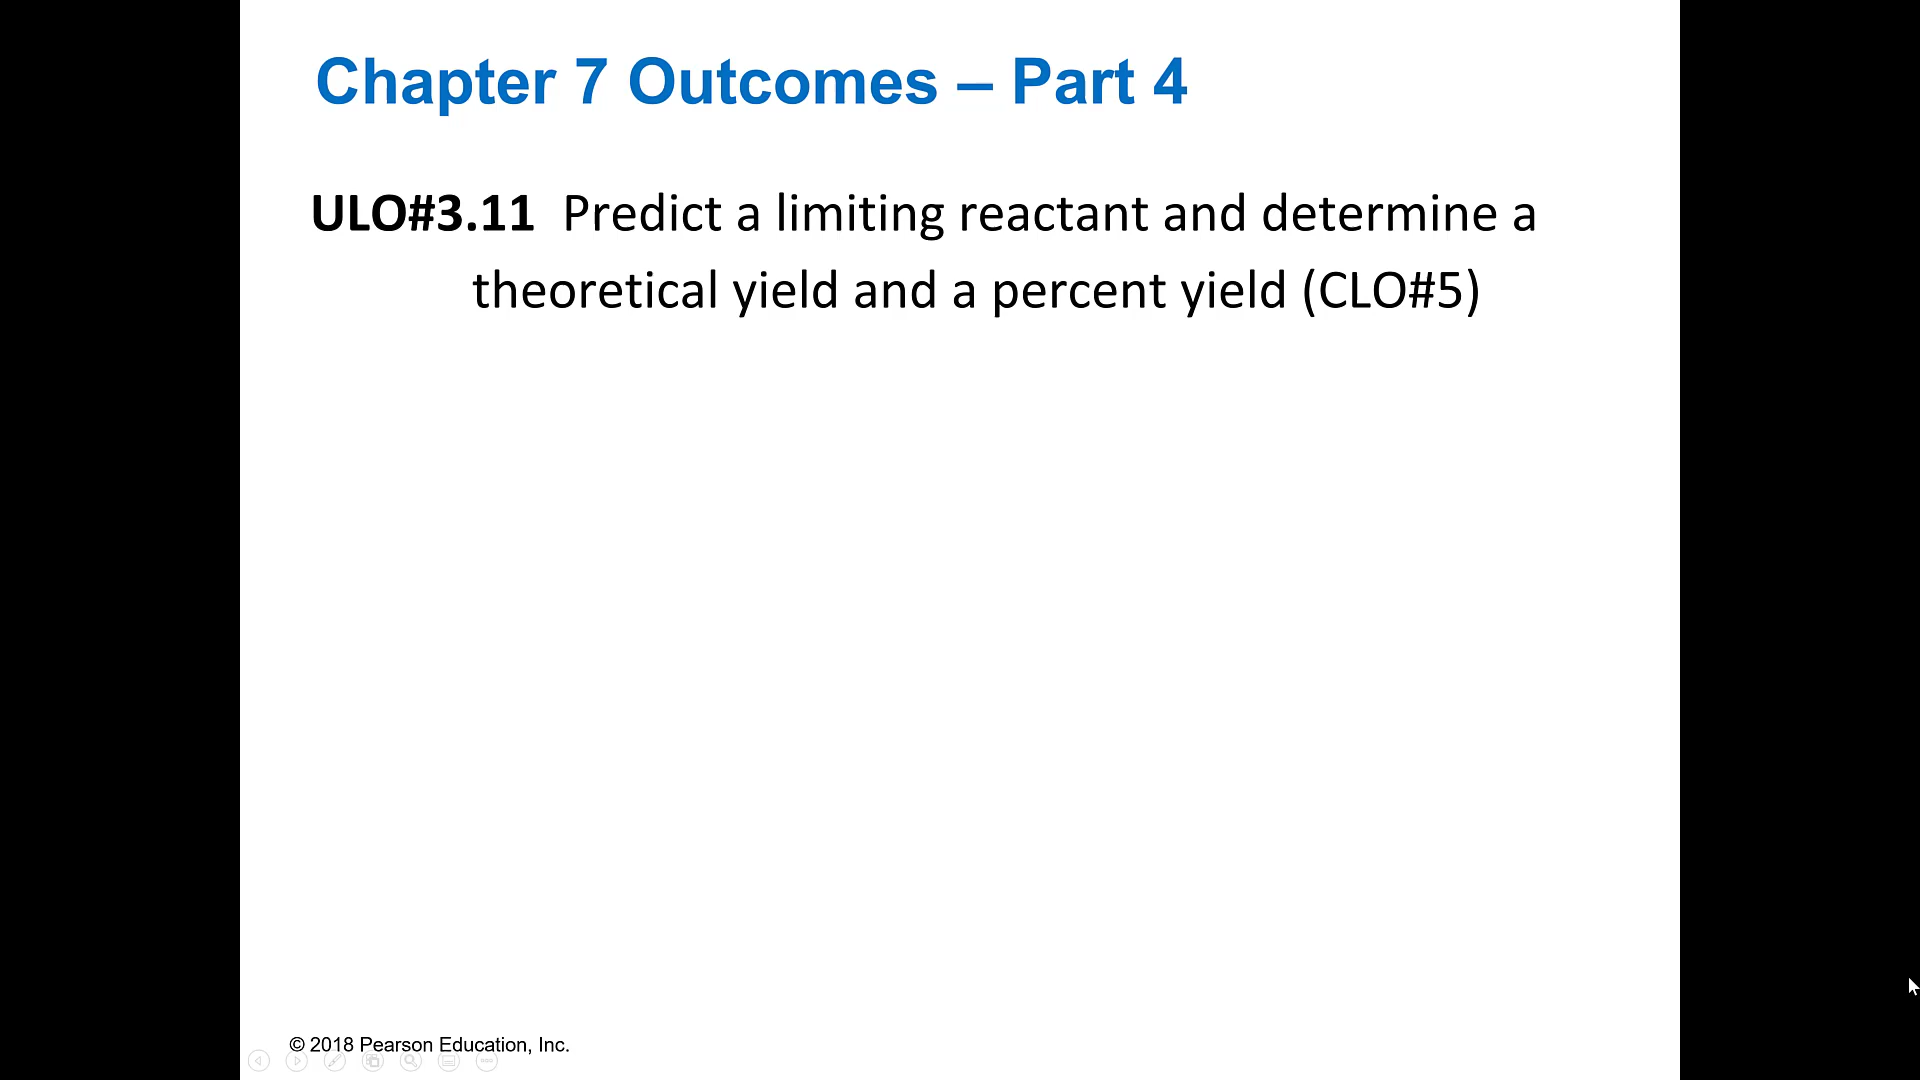 Chapter 7 Outcomes – Part 4
ULO#3.11 Predict a limiting reactant and determine a
theoretical yield and a percent yield (CLO#5)
© 2018 Pearson Education, Inc.